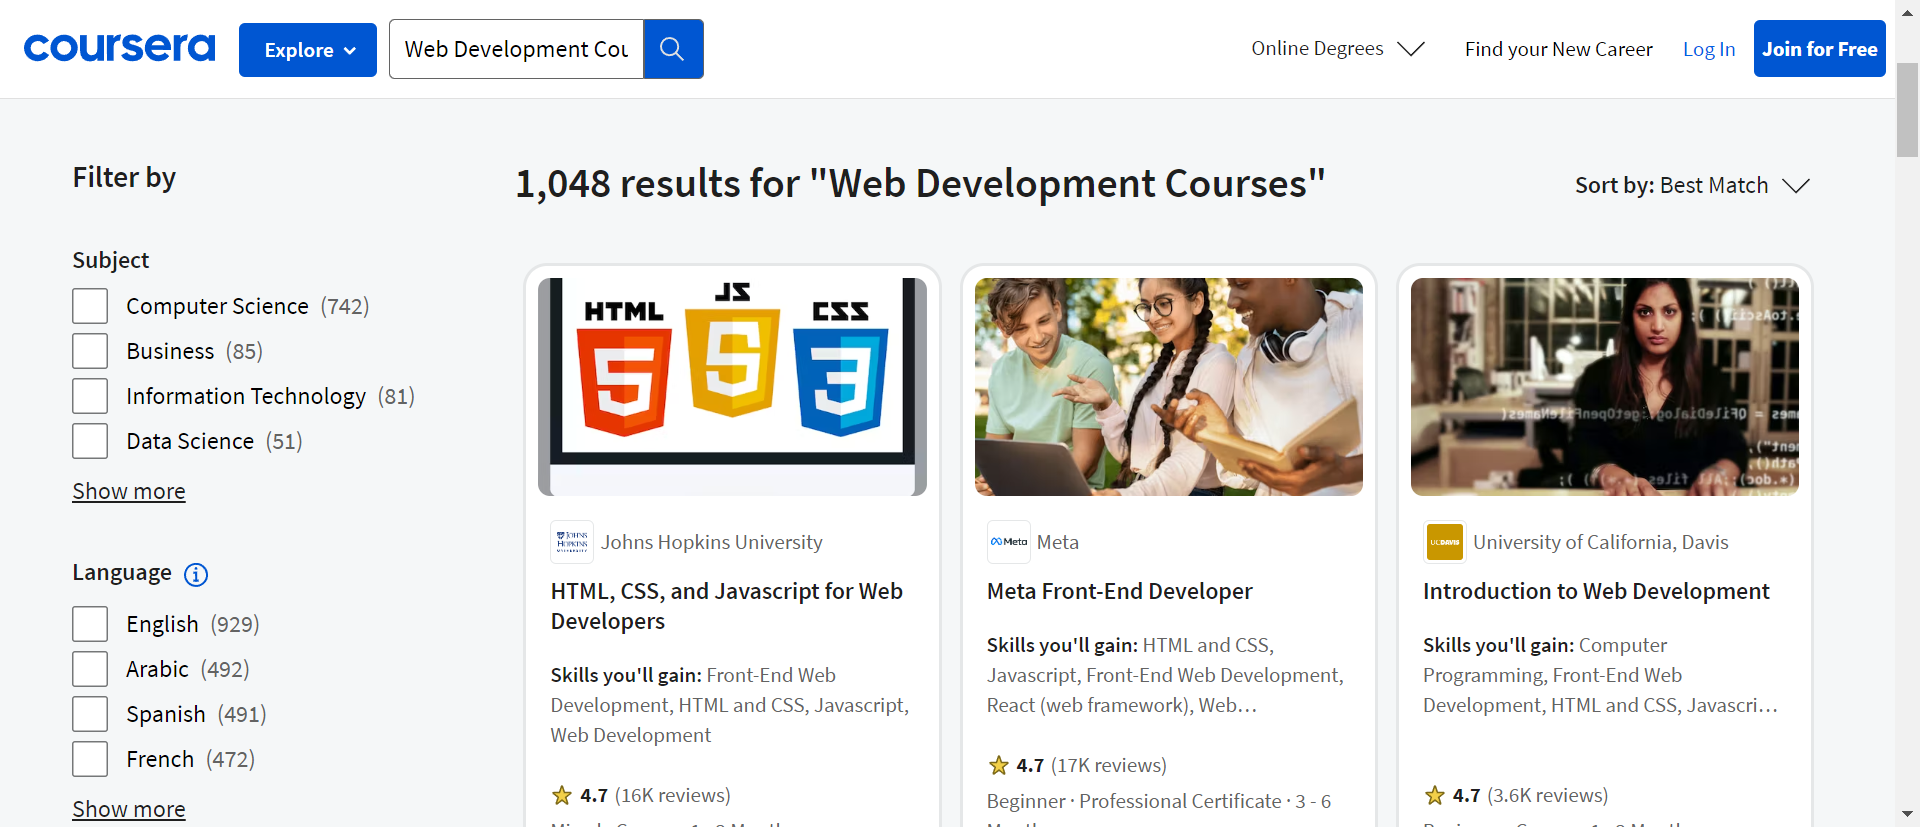 coursera
Explore
Web Development Cou
Online Degrees
Find your New Career
Log In
Join for Free
Filter by
1,048 results for "Web Development Courses"
Sort by: Best Match
Subject
Computer Science (742)
Business (85)
Information Technology (81)
Data Science (51)
Show more
Language
English (929)
Arabic (492)
Spanish (491)
French (472)
Show more
HTML
JS
CSS
Johns Hopkins University
HTML, CSS, and Javascript for Web
Developers
Skills you'll gain: Front-End Web
Development, HTML and CSS, Javascript,
Web Development
4.7 (16K reviews)
Meta
Meta
Meta Front-End Developer
Skills you'll gain: HTML and CSS,
Javascript, Front-End Web Development,
React (web framework), Web...
4.7 (17K reviews)
Beginner · Professional Certificate · 3 - 6
UCDAVIS
University of California, Davis
Introduction to Web Development
Skills you'll gain: Computer
Programming, Front-End Web
Development, HTML and CSS, Javascri...
4.7 (3.6K reviews)